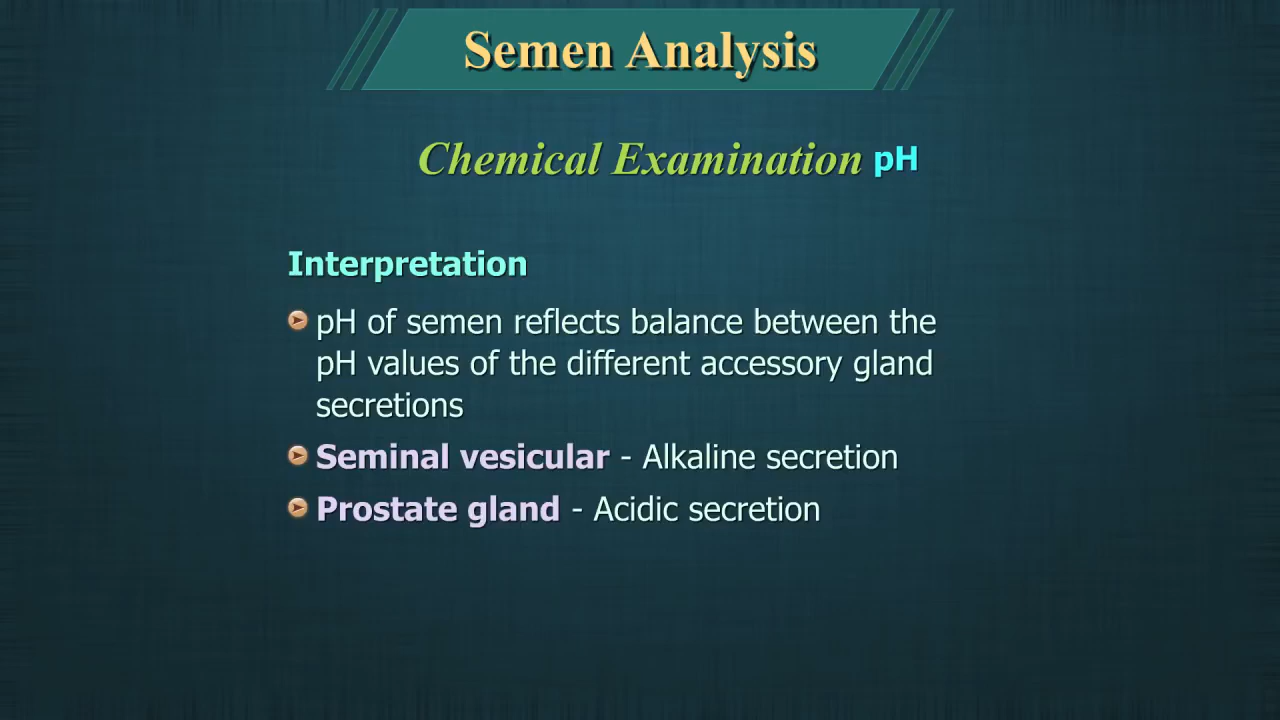 Semen Analysis
Chemical Examination pH
Interpretation
pH of semen reflects balance between the
pH values of the different accessory gland
secretions
Seminal vesicular - Alkaline secretion
Prostate gland - Acidic secretion